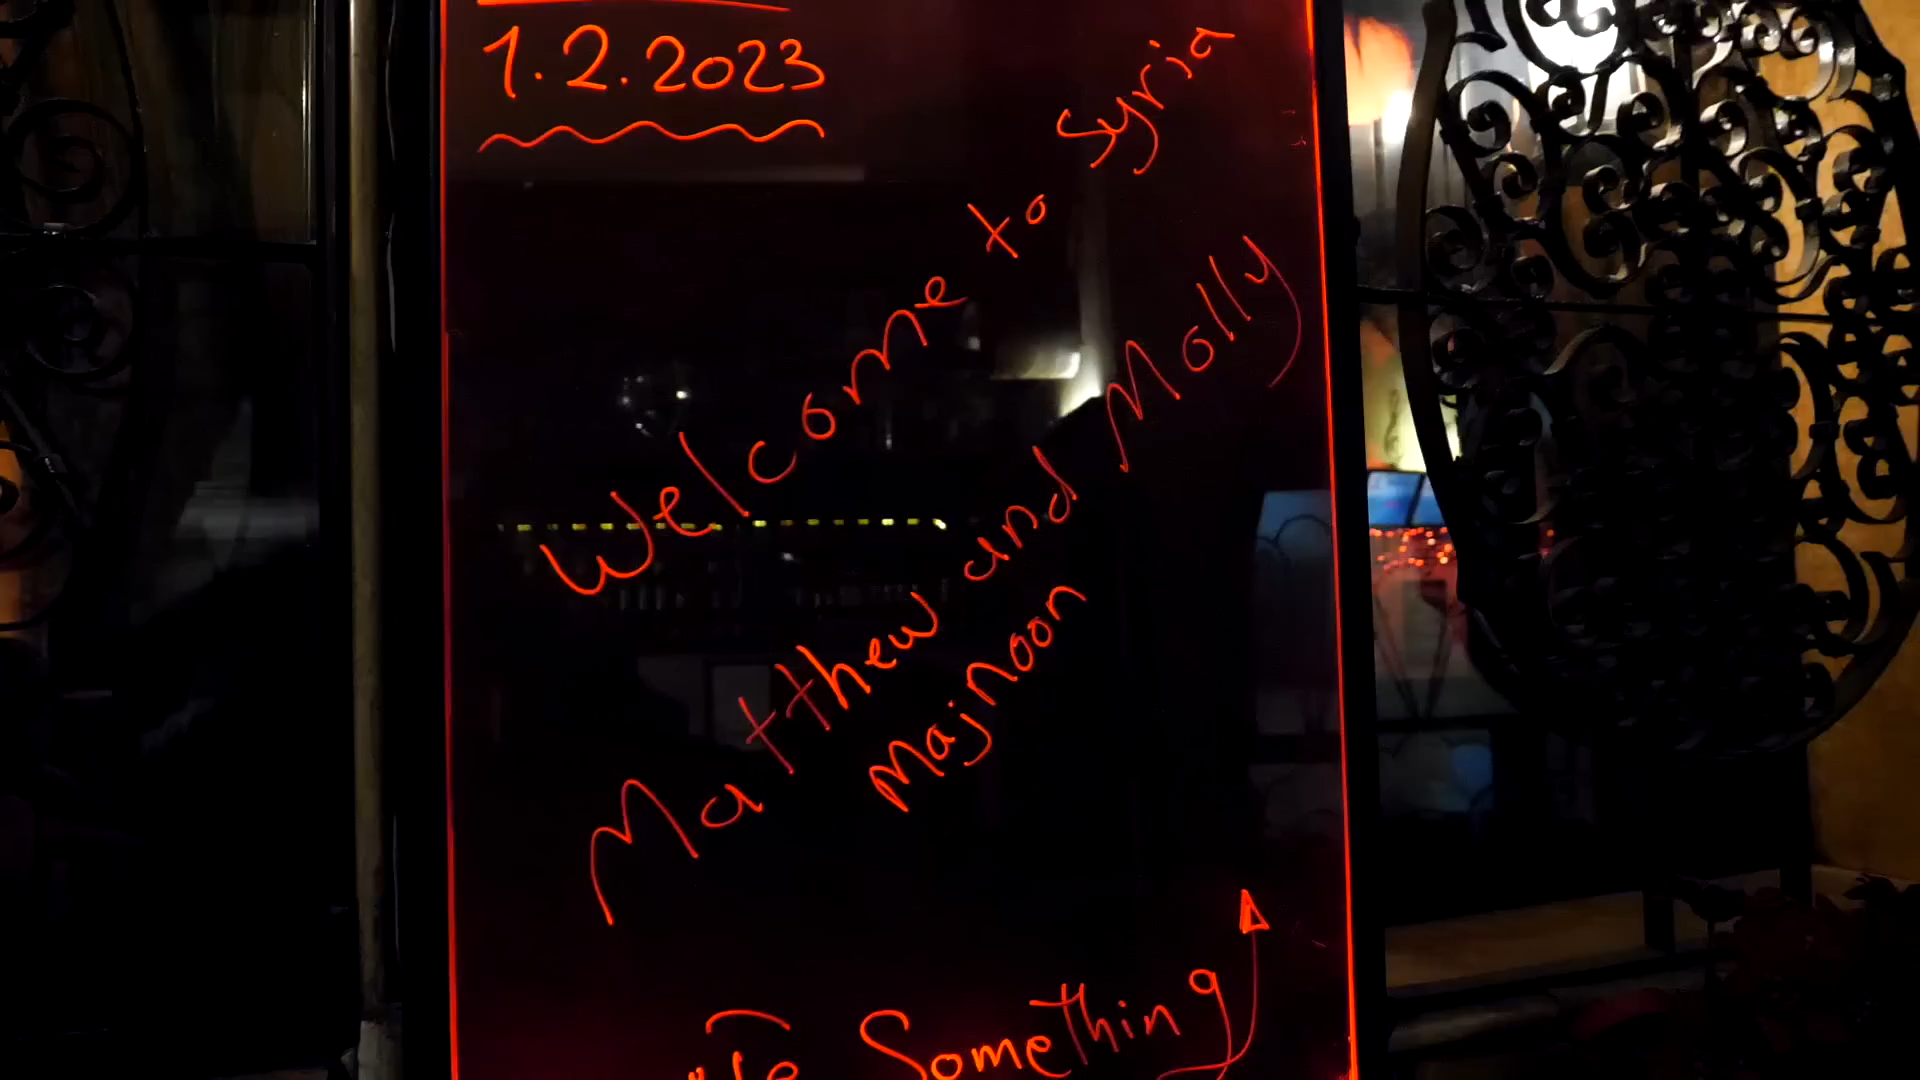 1.2.2023
Welcome to Syria
Matthew and Molly
Majnoon
Something